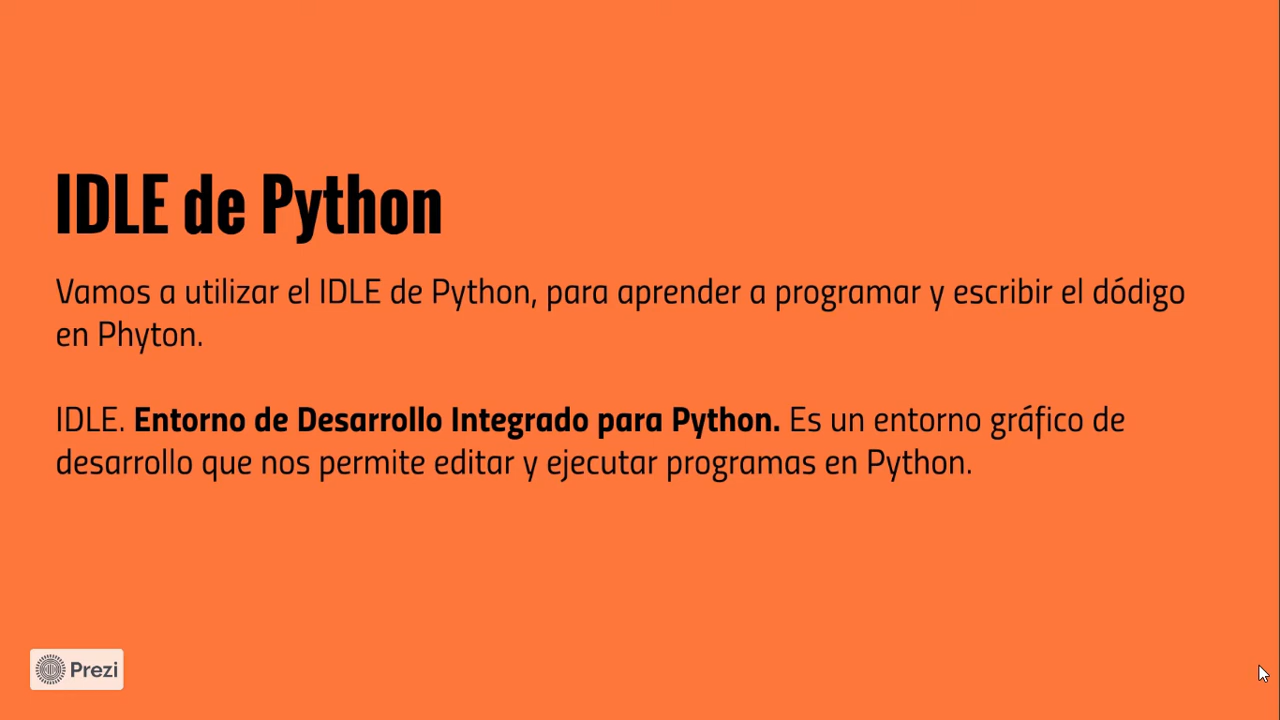 IDLE de Python
Vamos a utilizar el IDLE de Python, para aprender a programar y escribir el dódigo
en Phyton.
IDLE. Entorno de Desarrollo Integrado para Python. Es un entorno gráfico de
desarrollo que nos permite editar y ejecutar programas en Python.
Prezi